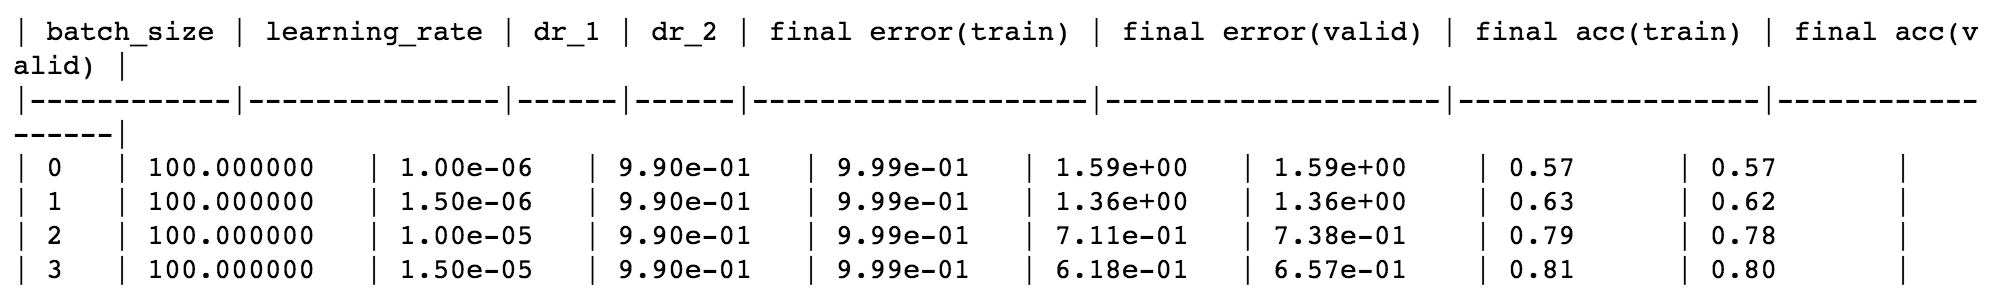 | batch_size | learning_rate | dr_1 | dr_2 | final error(train) | final error(valid) | final acc(train) | final acc(v
alid) |
|------------|---------------|------|------|--------------------|--------------------|------------------|------------
------|
| 0   | 100.000000   | 1.00e-06   | 9.90e-01   | 9.99e-01   | 1.59e+00   | 1.59e+00    | 0.57      | 0.57       |
| 1   | 100.000000   | 1.50e-06   | 9.90e-01   | 9.99e-01   | 1.36e+00   | 1.36e+00    | 0.63      | 0.62       |
| 2   | 100.000000   | 1.00e-05   | 9.90e-01   | 9.99e-01   | 7.11e-01   | 7.38e-01    | 0.79      | 0.78       |
| 3   | 100.000000   | 1.50e-05   | 9.90e-01   | 9.99e-01   | 6.18e-01   | 6.57e-01    | 0.81      | 0.80       |